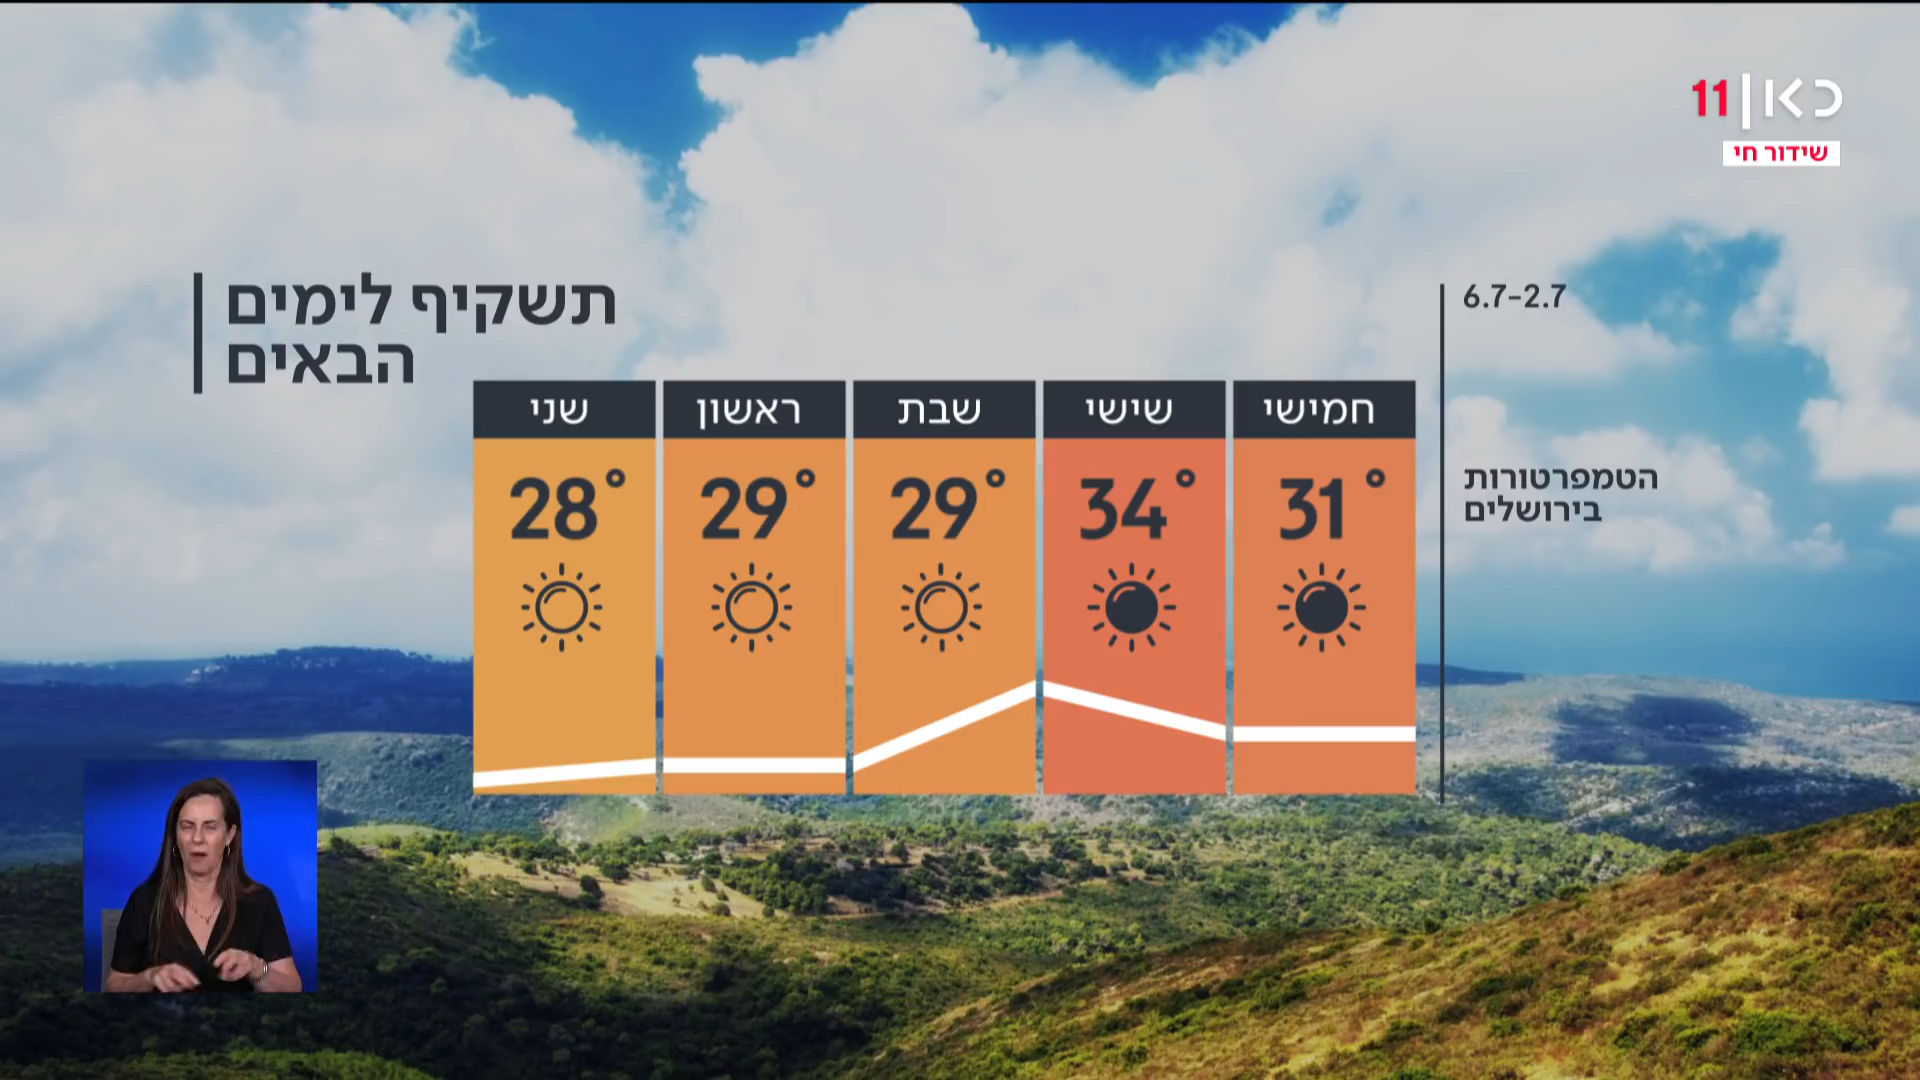 כאן 11
שידור חי
תשקיף לימים
הבאים
6.7-2.7
הטמפרטורות
בירושלים
חמישי
31°
שישי
34°
שבת
29°
ראשון
29°
שני
28°